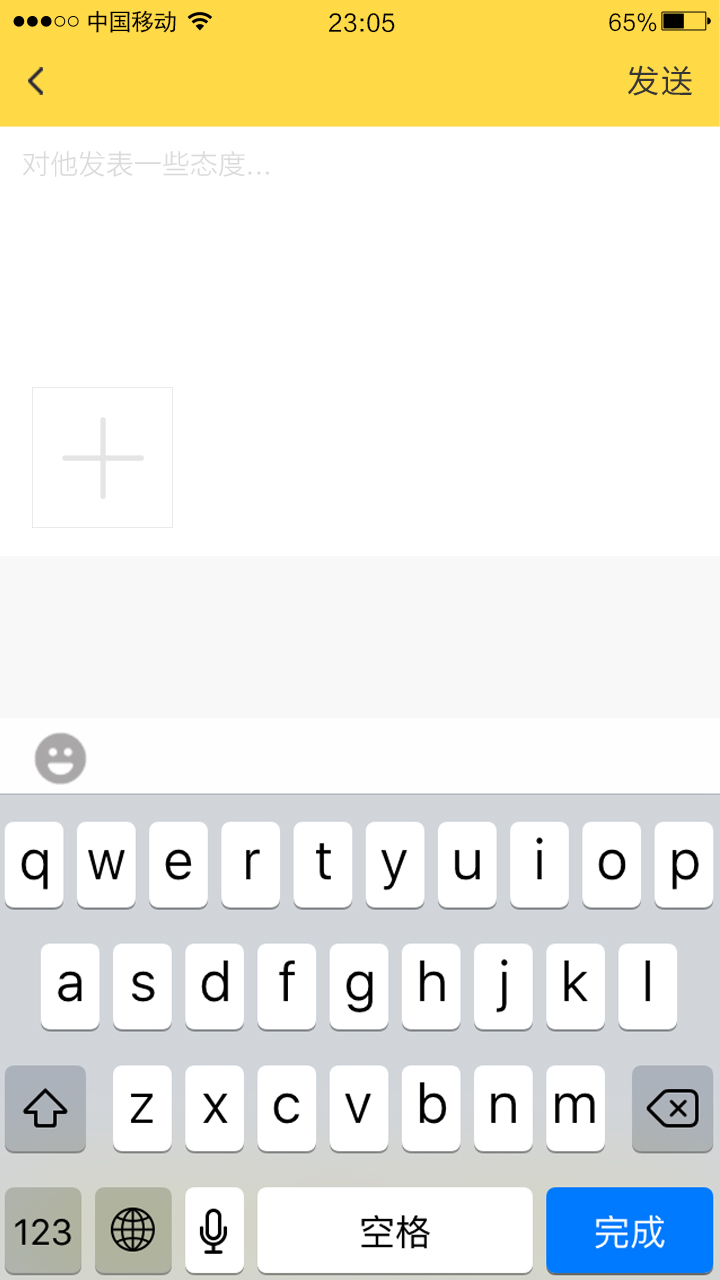 中国移动 23:05 65%
发送
对他发表一些态度...
q w e r t y u i o p
a s d f g h j k l
z x c v b n m
123 空格 完成